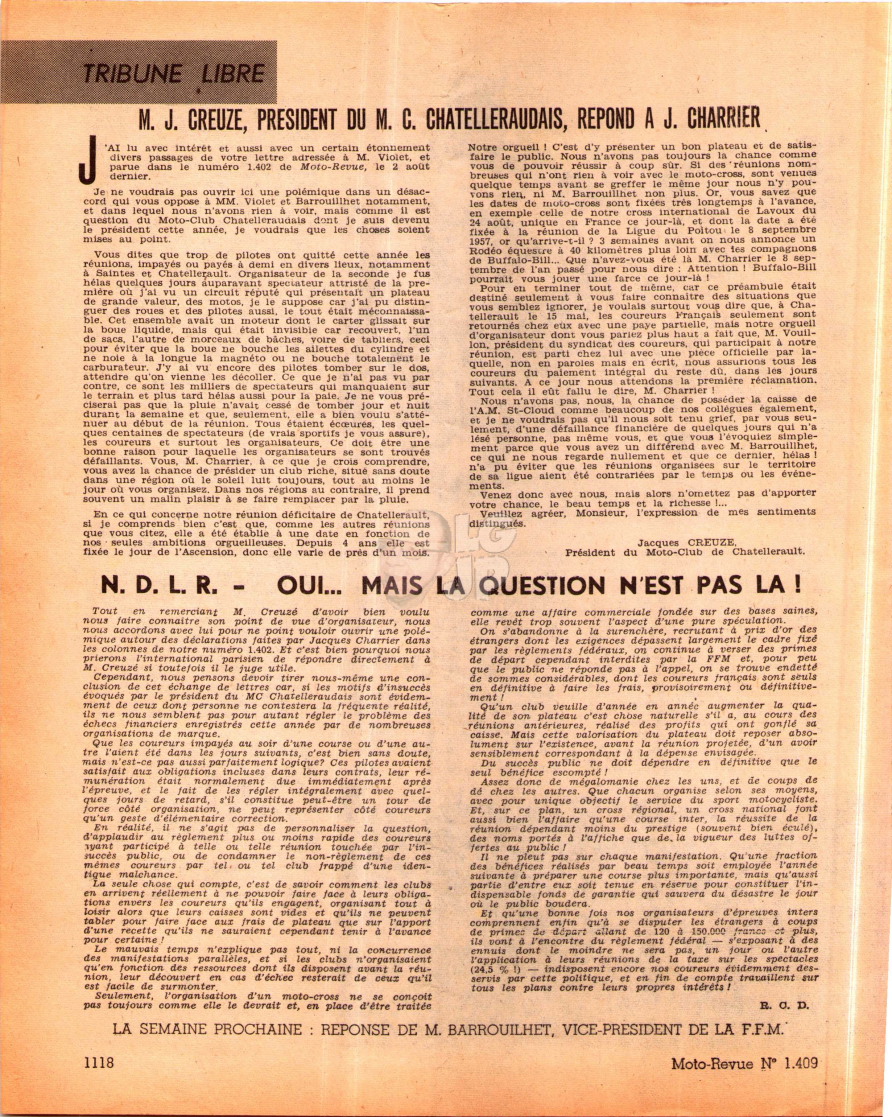 TRIBUNE LIBRE
M. J. CREUZE, PRESIDENT DU M. C. CHATELLERAUDAIS, REPOND A J. CHARRIER
J'AI lu avec intérêt et aussi avec un certain étonnement
divers passages de votre lettre adressée à M. Violet, et
parue dans le numéro 1.402 de Moto-Revue, le 2 août
dernier.
Je ne voudrais pas ouvrir ici une polémique dans un désac-
cord qui vous oppose à MM. Violet et Barrouillhet notamment,
et dans lequel nous n'avons rien à voir, mais comme il est
question du Moto-Club Chatelleraudais dont je suis devenu
le président cette année, je voudrais que les choses soient
mises au point.
Vous dites que trop de pilotes ont quitté cette année les
réunions, impayés ou payés à demi en divers lieux, notamment
à Saintes et Chatellerault. Organisateur de la seconde je fus
hélas quelques jours auparavant spectateur attristé de la pre-
mière où j'ai vu un circuit réputé qui présentait un plateau
de grande valeur, des motos, je le suppose car j'ai pu distin-
guer des roues et des pilotes aussi, le tout était méconnaissa-
ble. Cet ensemble avait un moteur dont le carter glissait sur
la boue liquide, mais qui était invisible car recouvert, l'un
de sacs, l'autre de morceaux de bâches, voire de tabliers, ceci
pour éviter que la boue ne bouche les ailettes du cylindre et
ne noie à la longue la magnéto ou ne bouche totalement le
carburateur. J'y ai vu encore des pilotes tomber sur le dos,
attendre qu'on vienne les décoller. Ce que je n'ai pas vu par
contre, ce sont les milliers de spectateurs qui manquaient sur
le terrain et plus tard hélas aussi pour la paie. Je ne vous pré-
ciserai pas que la pluie n'avait cessé de tomber jour et nuit
durant la semaine et que, seulement, elle a bien voulu s'atté-
nuer au début de la réunion. Tous étaient écœurés, les quel-
ques centaines de spectateurs (de vrais sportifs je vous assure),
les coureurs et surtout les organisateurs. Ce doit être une
bonne raison pour laquelle les organisateurs se sont trouvés
défaillants. Vous, M. Charrier, à ce que je crois comprendre,
vous avez la chance de présider un club riche, situé sans doute
dans une région où le soleil luit toujours, tout au moins le
jour où vous organisez. Dans nos régions au contraire, il prend
souvent un malin plaisir à se faire remplacer par la pluie.
En ce qui concerne notre réunion déficitaire de Chatellerault,
si je comprends bien c'est que, comme les autres réunions
que vous citez, elle a été établie à une date en fonction de
nos seules ambitions orgueilleuses. Depuis 4 ans elle est
fixée le jour de l'Ascension, donc elle varie de près d'un mois.
Notre orgueil ! C'est d'y présenter un bon plateau et de satis-
faire le public. Nous n'avons pas toujours la chance comme
vous de pouvoir réussir à coup sûr. Si des réunions nom-
breuses qui n'ont rien à voir avec le moto-cross, sont venues
quelque temps avant se greffer le même jour nous n'y pou-
vons rien, ni M. Barrouilhet non plus. Or, vous savez que
les dates de moto-cross sont fixées très longtemps à l'avance,
en exemple celle de notre cross international de Lavoux du
24 août, unique en France ce jour-là, et dont la date a été
fixée à la réunion de la Ligue du Poitou le 8 septembre
1957, or qu'arrive-t-il ? 3 semaines avant on nous annonce un
Rodéo équestre à 40 kilomètres plus loin avec les compagnons
de Buffalo-Bill... Que n'avez-vous été là M. Charrier le 8 sep-
tembre de l'an passé pour nous dire : Attention ! Buffalo-Bill
pourrait vous jouer une farce ce jour-là !
Pour en terminer tout de même, car ce préambule était
destiné seulement à vous faire connaître des situations que
vous semblez ignorer, je voulais surtout vous dire que, à Cha-
tellerault le 15 mai, les coureurs Français seulement sont
retournés chez eux avec une paye partielle, mais notre orgueil
d'organisateur dont vous parlez plus haut a fait que, M. Vouil-
lon, président du syndicat des coureurs, qui participait à notre
réunion, est parti chez lui avec une pièce officielle par la-
quelle, non en paroles mais en écrit, nous assurions tous les
coureurs du paiement intégral du reste dû, dans les jours
suivants. A ce jour nous attendons la première réclamation.
Tout cela il eût fallu le dire, M. Charrier !
Nous n'avons pas, nous, la chance de posséder la caisse de
l'A.M. St-Cloud comme beaucoup de nos collègues également,
et je ne voudrais pas qu'il nous soit tenu grief, par vous seu-
lement, d'une défaillance financière de quelques jours qui n'a
lésé personne, pas même vous, et que vous l'évoquiez simple-
ment parce que vous avez un différend avec M. Barrouilhet,
ce qui ne nous regarde nullement et que ce dernier, hélas !
n'a pu éviter que les réunions organisées sur le territoire
de sa ligue aient été contrariées par le temps ou les événe-
ments.
Venez donc avec nous, mais alors n'omettez pas d'apporter
votre chance, le beau temps et la richesse !...
Veuillez agréer, Monsieur, l'expression de mes sentiments
distingués.
Jacques CREUZE,
Président du Moto-Club de Chatellerault.
N. D. L. R. - OUI... MAIS LA QUESTION N'EST PAS LA !
Tout en remerciant M. Creuzé d'avoir bien voulu
nous faire connaître son point de vue d'organisateur, nous
nous accordons avec lui pour ne point vouloir ouvrir une polé-
mique autour des déclarations faites par Jacques Charrier dans
les colonnes de notre numéro 1.402. Et c'est bien pourquoi nous
prierons l'international parisien de répondre directement à
M. Creuzé si toutefois il le juge utile.
Cependant, nous pensons devoir tirer nous-même une con-
clusion de cet échange de lettres car, si les motifs d'insuccès
évoqués par le président du MC Chatelleraudais sont évidem-
ment de ceux dont personne ne contestera la fréquente réalité,
ils ne nous semblent pas pour autant régler le problème des
échecs financiers enregistrés cette année par de nombreuses
organisations de marque.
Que les coureurs impayés au soir d'une course ou d'une au-
tre l'aient été dans les jours suivants, c'est bien sans doute,
mais n'est-ce pas aussi parfaitement logique? Ces pilotes avaient
satisfait aux obligations incluses dans leurs contrats, leur ré-
munération était normalement due immédiatement après
l'épreuve, et le fait de les régler intégralement avec quel-
ques jours de retard, s'il constitue peut-être un tour de
force côté organisation, ne peut représenter côté coureurs
qu'un geste d'élémentaire correction.
En réalité, il ne s'agit pas de personnaliser la question,
d'applaudir au règlement plus ou moins rapide des coureurs
ayant participé à telle ou telle réunion touchée par l'in-
succès public, ou de condamner le non-règlement de ces
mêmes coureurs par tel ou tel club frappé d'une iden-
tique malchance.
La seule chose qui compte, c'est de savoir comment les clubs
en arrivent réellement à ne pouvoir faire face à leurs obliga-
tions envers les coureurs qu'ils engagent, organisant tout à
loisir alors que leurs caisses sont vides et qu'ils ne peuvent
tabler pour faire face aux frais de plateau que sur l'apport
d'une recette qu'ils ne sauraient cependant tenir à l'avance
pour certaine !
Le mauvais temps n'explique pas tout, ni la concurrence
des manifestations parallèles, et si les clubs n'organisaient
qu'en fonction des ressources dont ils disposent avant la réu-
nion, leur découvert en cas d'échec resterait de ceux qu'il
est facile de surmonter.
Seulement, l'organisation d'un moto-cross ne se conçoit
pas toujours comme elle le devrait et, en place d'être traitée
comme une affaire commerciale fondée sur des bases saines,
elle revêt trop souvent l'aspect d'une pure spéculation.
On s'abandonne à la surenchère, recrutant à prix d'or des
étrangers dont les exigences dépassent largement le cadre fixé
par les règlements fédéraux, on continue à verser des primes
de départ cependant interdites par la FFM et, pour peu
que le public ne réponde pas à l'appel, on se trouve endetté
de sommes considérables, dont les coureurs français sont seuls
en définitive à faire les frais, provisoirement ou définitive-
ment !
Qu'un club veuille d'année en année augmenter la qua-
lité de son plateau c'est chose naturelle s'il a, au cours des
réunions antérieures, réalisé des profits qui ont gonflé sa
caisse. Mais cette valorisation du plateau doit reposer abso-
lument sur l'existence, avant la réunion projetée, d'un avoir
sensiblement correspondant à la dépense envisagée.
Du succès public ne doit dépendre en définitive que le
seul bénéfice escompté !
Assez donc de mégalomanie chez les uns, et de coups de
dé chez les autres. Que chacun organise selon ses moyens,
avec pour unique objectif le service du sport motocycliste.
Et, sur ce plan, un cross régional, un cross national font
aussi bien l'affaire qu'une course inter, la réussite de la
réunion dépendant moins du prestige (souvent bien éculé),
des noms portés à l'affiche que de la vigueur des luttes of-
fertes au public !
Il ne pleut pas sur chaque manifestation. Qu'une fraction
des bénéfices réalisés par beau temps soit employée l'année
suivante à préparer une course plus importante, mais qu'aussi
partie d'entre eux soit tenue en réserve pour constituer l'in-
dispensable fonds de garantie qui sauvera du désastre le jour
où le public boudera.
Et qu'une bonne fois nos organisateurs d'épreuves inters
comprennent enfin qu'à se disputer les étrangers à coups
de primes de départ allant de 120 à 150.000 francs et plus,
ils vont à l'encontre du règlement fédéral — s'exposant à des
ennuis dont le moindre ne sera pas, un jour ou l'autre
l'application à leurs réunions de la taxe sur les spectacles
(24,5 % !) — indisposent encore nos coureurs évidemment des-
servis par cette politique, et en fin de compte travaillent sur
tous les plans contre leurs propres intérêts !
R. C. D.
LA SEMAINE PROCHAINE : REPONSE DE M. BARROUILHET, VICE-PRESIDENT DE LA F.F.M.
1118
Moto-Revue N° 1.409